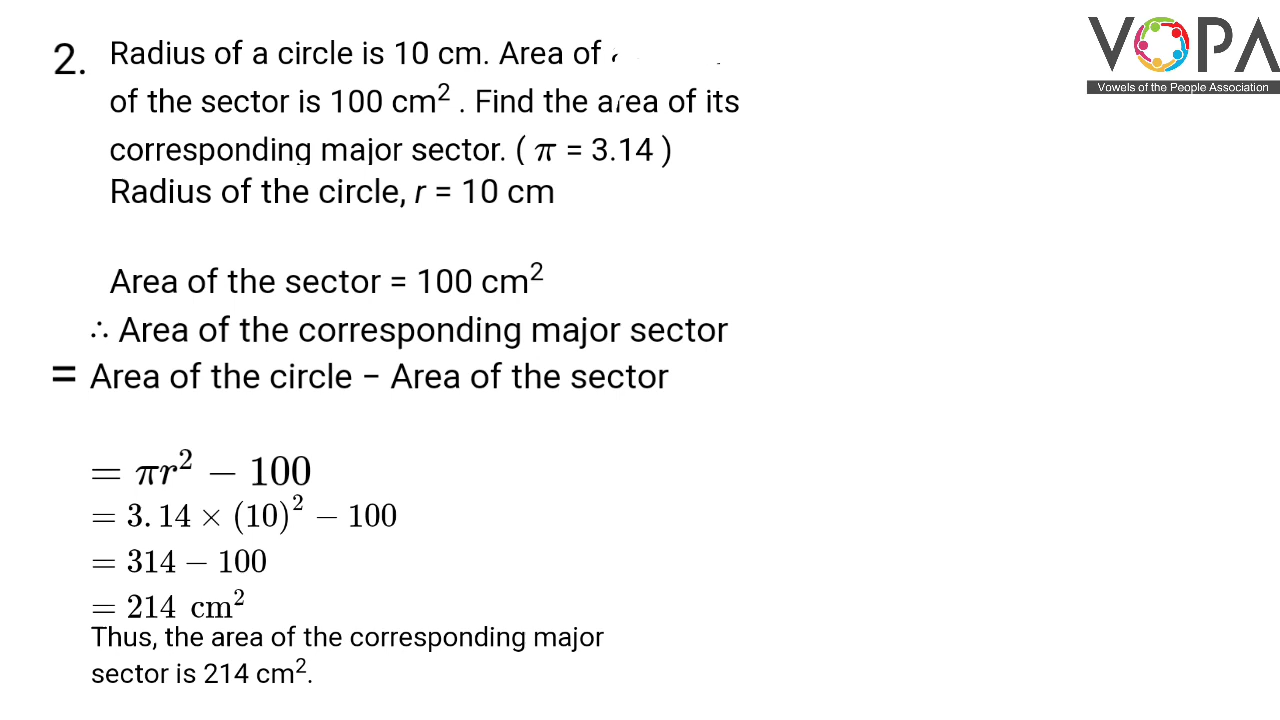 VOPA
Vowels of the People Association
2. Radius of a circle is 10 cm. Area of
of the sector is 100 cm² . Find the area of its
corresponding major sector. ( π = 3.14 )
Radius of the circle, r = 10 cm
Area of the sector = 100 cm²
∴ Area of the corresponding major sector
= Area of the circle − Area of the sector
= πr² − 100
= 3.14 × (10)² − 100
= 314 − 100
= 214 cm²
Thus, the area of the corresponding major
sector is 214 cm².